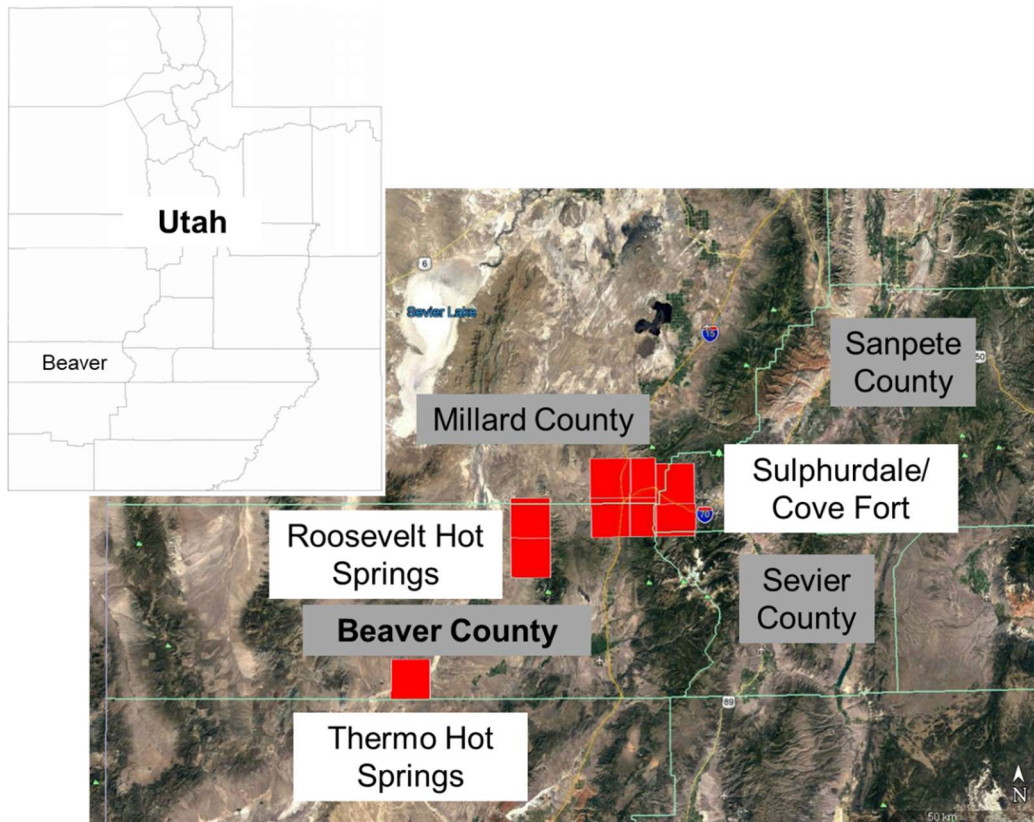 Utah
Beaver
6
Sevier Lake
15
Sanpete
County
50
Millard County
Sulphurdale/
Cove Fort
70
Roosevelt Hot
Springs
Sevier
County
Beaver County
89
Thermo Hot
Springs
N
50 km